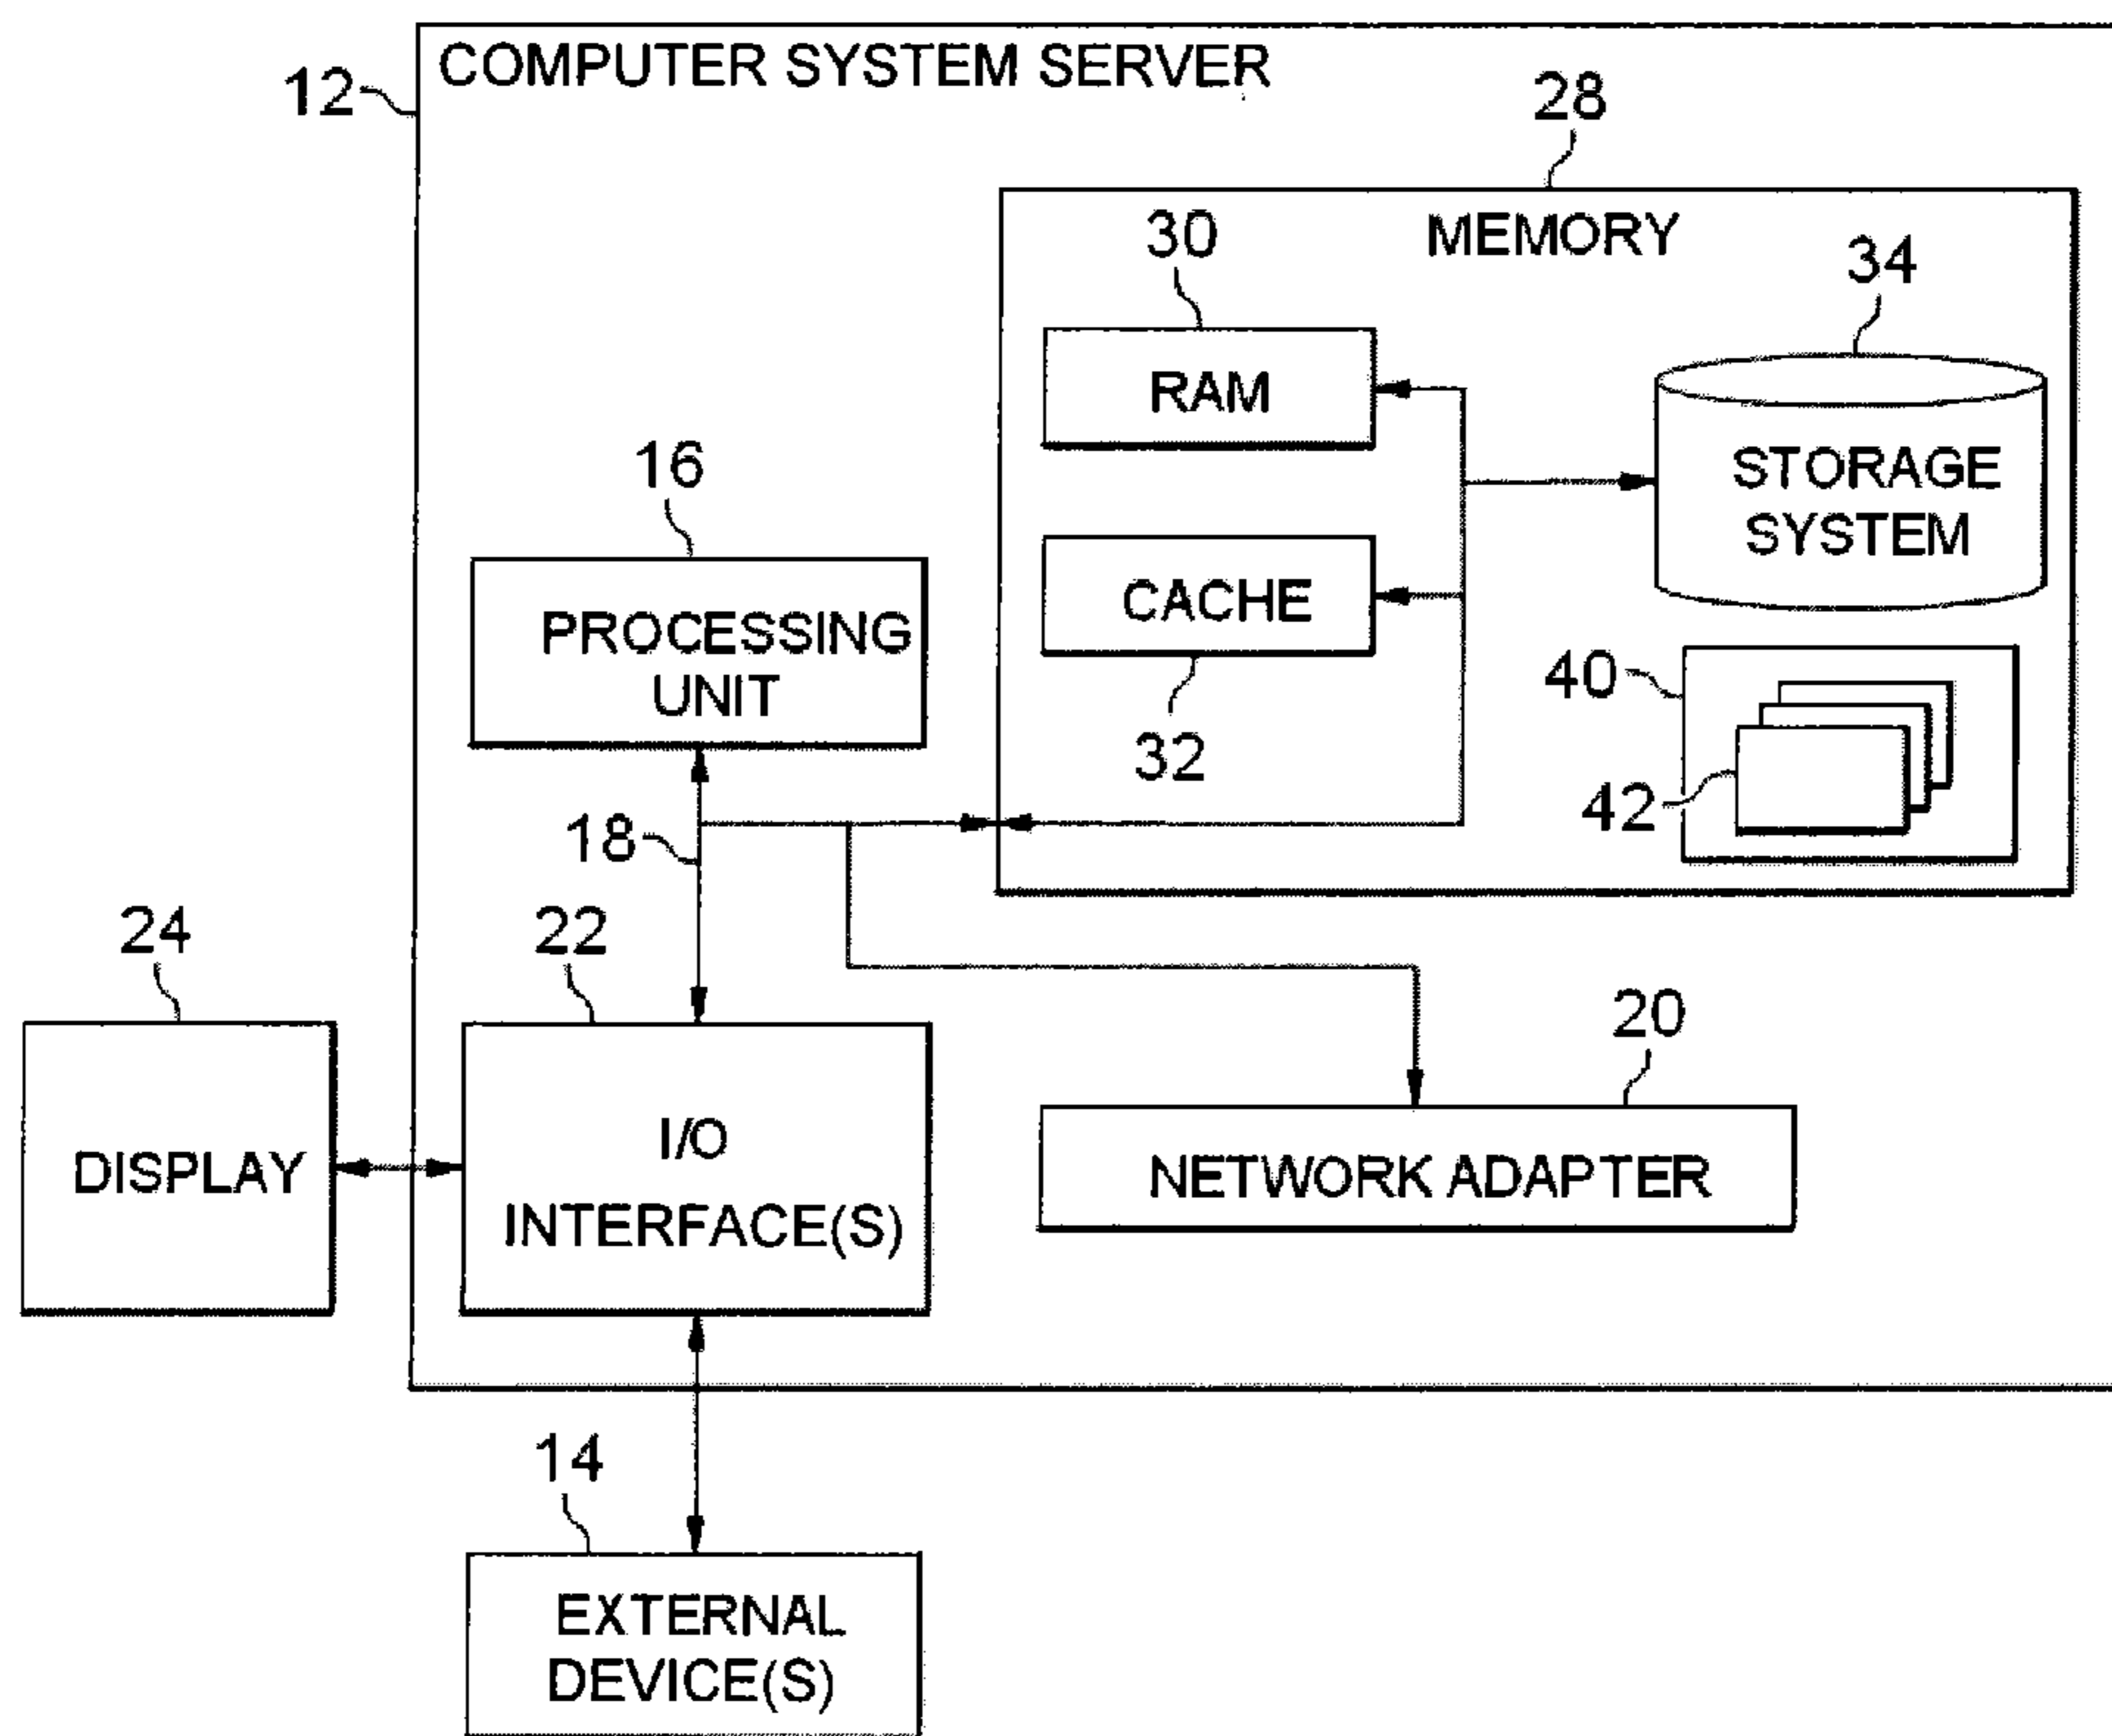 COMPUTER SYSTEM SERVER
12
28
MEMORY
30
34
RAM
STORAGE
SYSTEM
16
PROCESSING
UNIT
CACHE
32
40
42
18
24
22
20
DISPLAY
I/O
INTERFACE(S)
NETWORK ADAPTER
14
EXTERNAL
DEVICE(S)